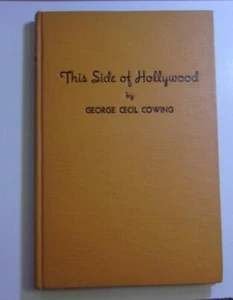 This Side of Hollywood
by
GEORGE CECIL COWING